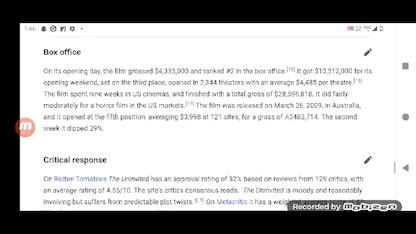 7:46
Box office
On its opening day, the film grossed $4,335,000 and ranked #2 in the box office.[15] It got $10,512,000 for its
opening weekend, set on the third place, opened in 2,344 theaters with an average $4,485 per theatre.[16]
The film spent nine weeks in US cinemas, and finished with a total gross of $28,596,818. It did fairly
moderately for a horror film in the US markets.[17] The film was released on March 26, 2009, in Australia,
and it opened at the fifth position, averaging $3,998 at 121 sites, for a gross of A$483,714. The second
week it dipped 29%.
Critical response
On Rotten Tomatoes The Uninvited has an approval rating of 32% based on reviews from 129 critics, with
an average rating of 4.55/10. The site's critics consensus reads, "The Uninvited is moody and reasonably
involving but suffers from predictable plot twists."[19] On Metacritic it has a weighted
Recorded by Mobizen